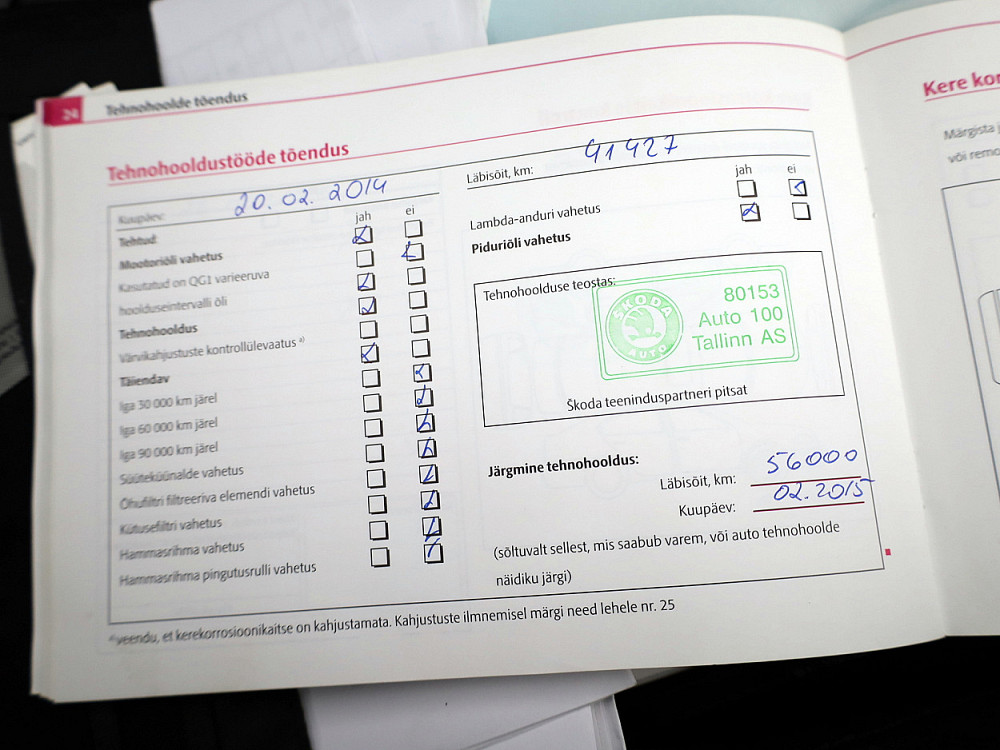 24 Tehnohoolde tõendus
Tehnohooldustööde tõendus
Kuupäev: 20.02.2014
jah ei
Tehtud:
Mootoriõli vahetus
Kasutatud on QG1 varieeruva
hooldusintervalli õli
Tehnohooldus
Värvikahjustuste kontrollülevaatus a)
Täiendav
Iga 30 000 km järel
Iga 60 000 km järel
Iga 90 000 km järel
Süüteküünalde vahetus
Õhufiltri filtreeriva elemendi vahetus
Kütusefiltri vahetus
Hammasrihma vahetus
Hammasrihma pingutusrulli vahetus
Läbisõit, km: 41427
jah ei
Lambda-anduri vahetus
Piduriõli vahetus
Tehnohoolduse teostas:
ŠKODA
AUTO
80153
Auto 100
Tallinn AS
Škoda teeninduspartneri pitsat
Järgmine tehnohooldus:
Läbisõit, km: 56000
Kuupäev: 02.2015
(sõltuvalt sellest, mis saabub varem, või auto tehnohoolde
näidiku järgi)
a) veendu, et kerekorrosioonikaitse on kahjustamata. Kahjustuste ilmnemisel märgi need lehele nr. 25
Kere
Märgista
või